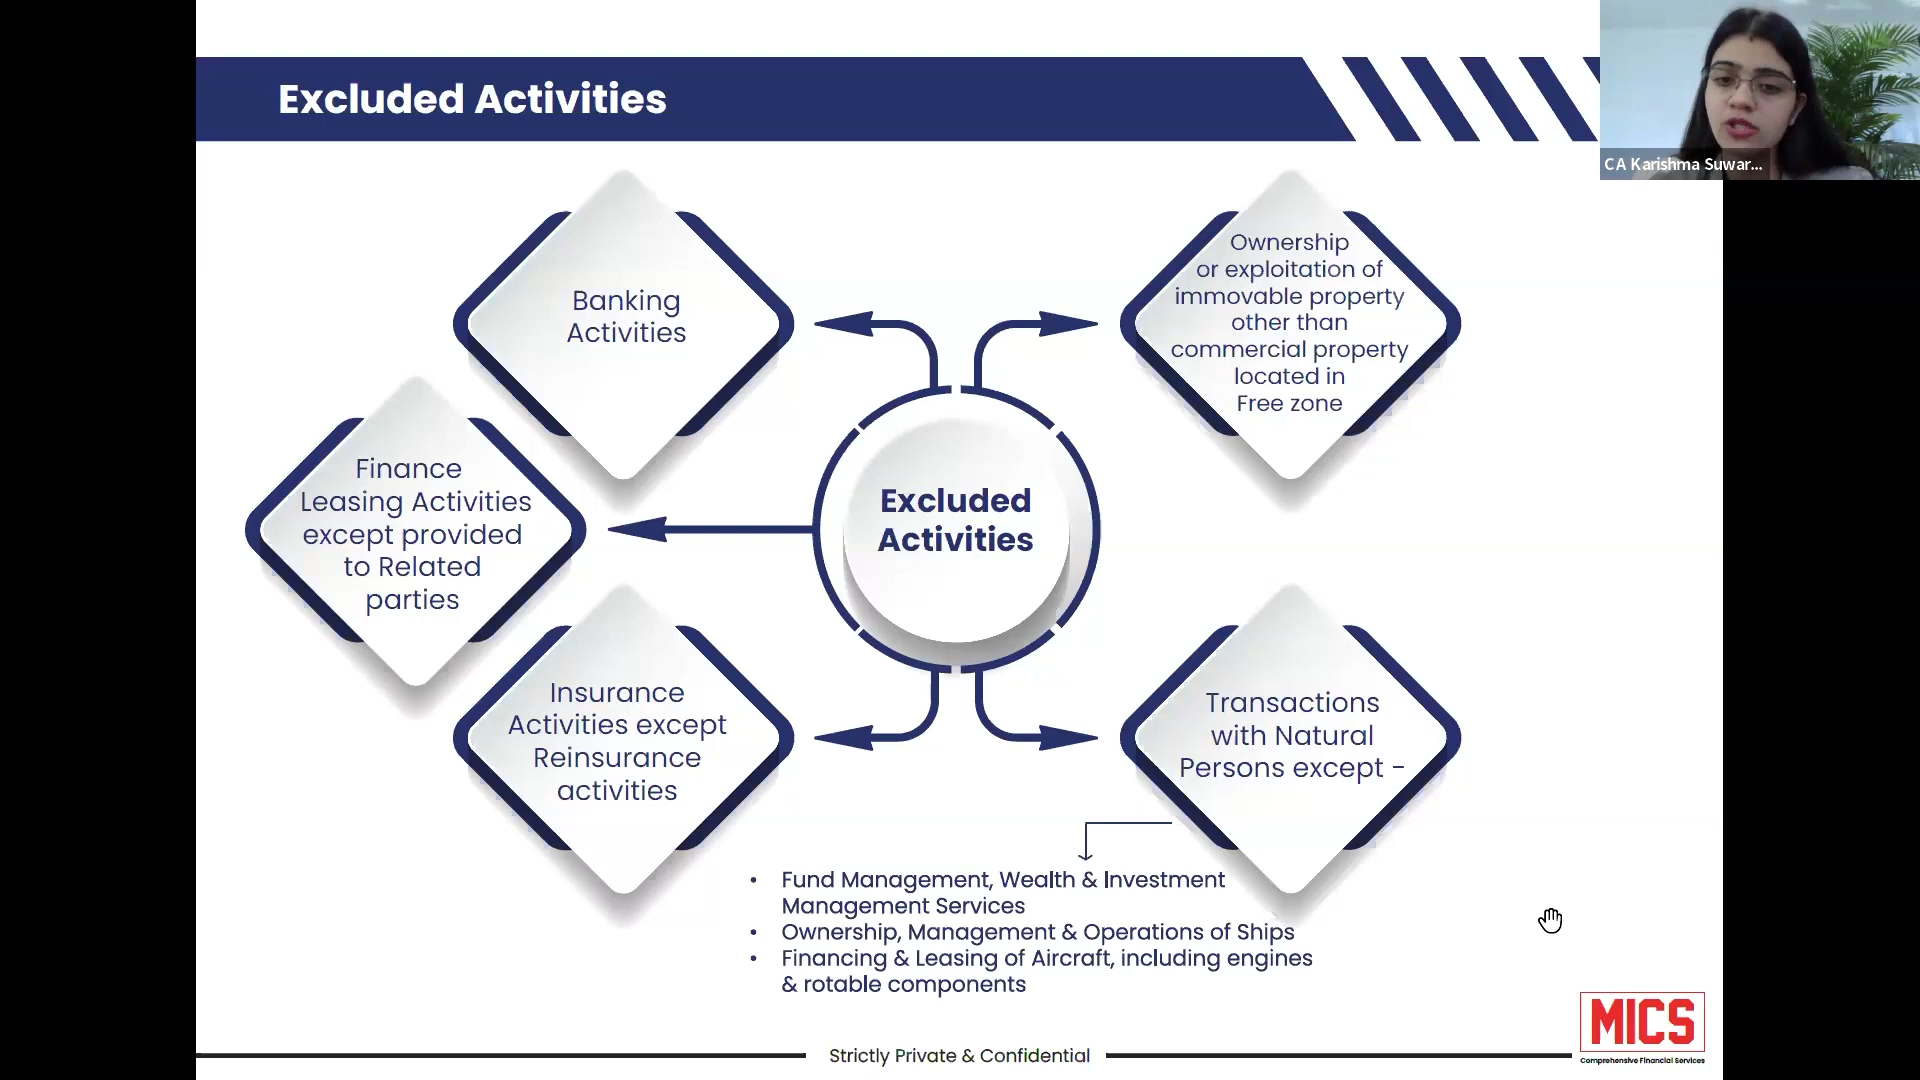 Excluded Activities
CA Karishma Suwar...
Banking
Activities
Ownership
or exploitation of
immovable property
other than
commercial property
located in
Free zone
Finance
Leasing Activities
except provided
to Related
parties
Excluded
Activities
Insurance
Activities except
Reinsurance
activities
Transactions
with Natural
Persons except -
• Fund Management, Wealth & Investment
Management Services
• Ownership, Management & Operations of Ships
• Financing & Leasing of Aircraft, including engines
& rotable components
Strictly Private & Confidential
MICS
Comprehensive Financial Services